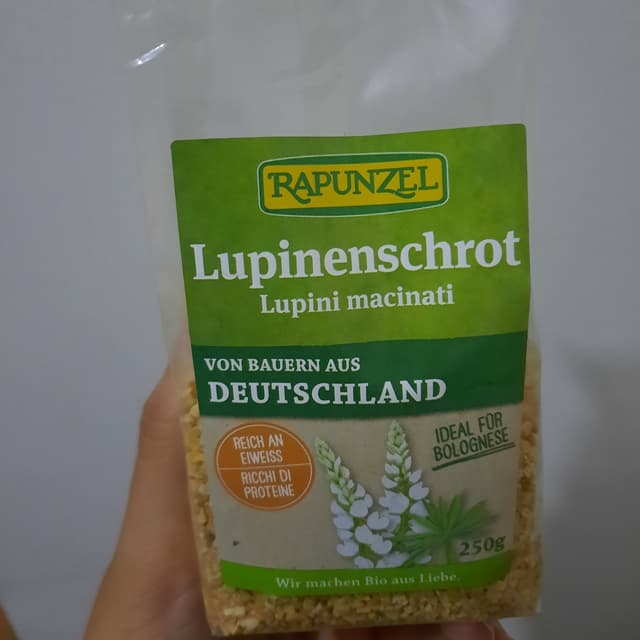 RAPUNZEL
Lupinenschrot
Lupini macinati
VON BAUERN AUS
DEUTSCHLAND
REICH AN
EIWEISS
RICCHI DI
PROTEINE
IDEAL FÜR
BOLOGNESE
250g
Wir machen Bio aus Liebe.